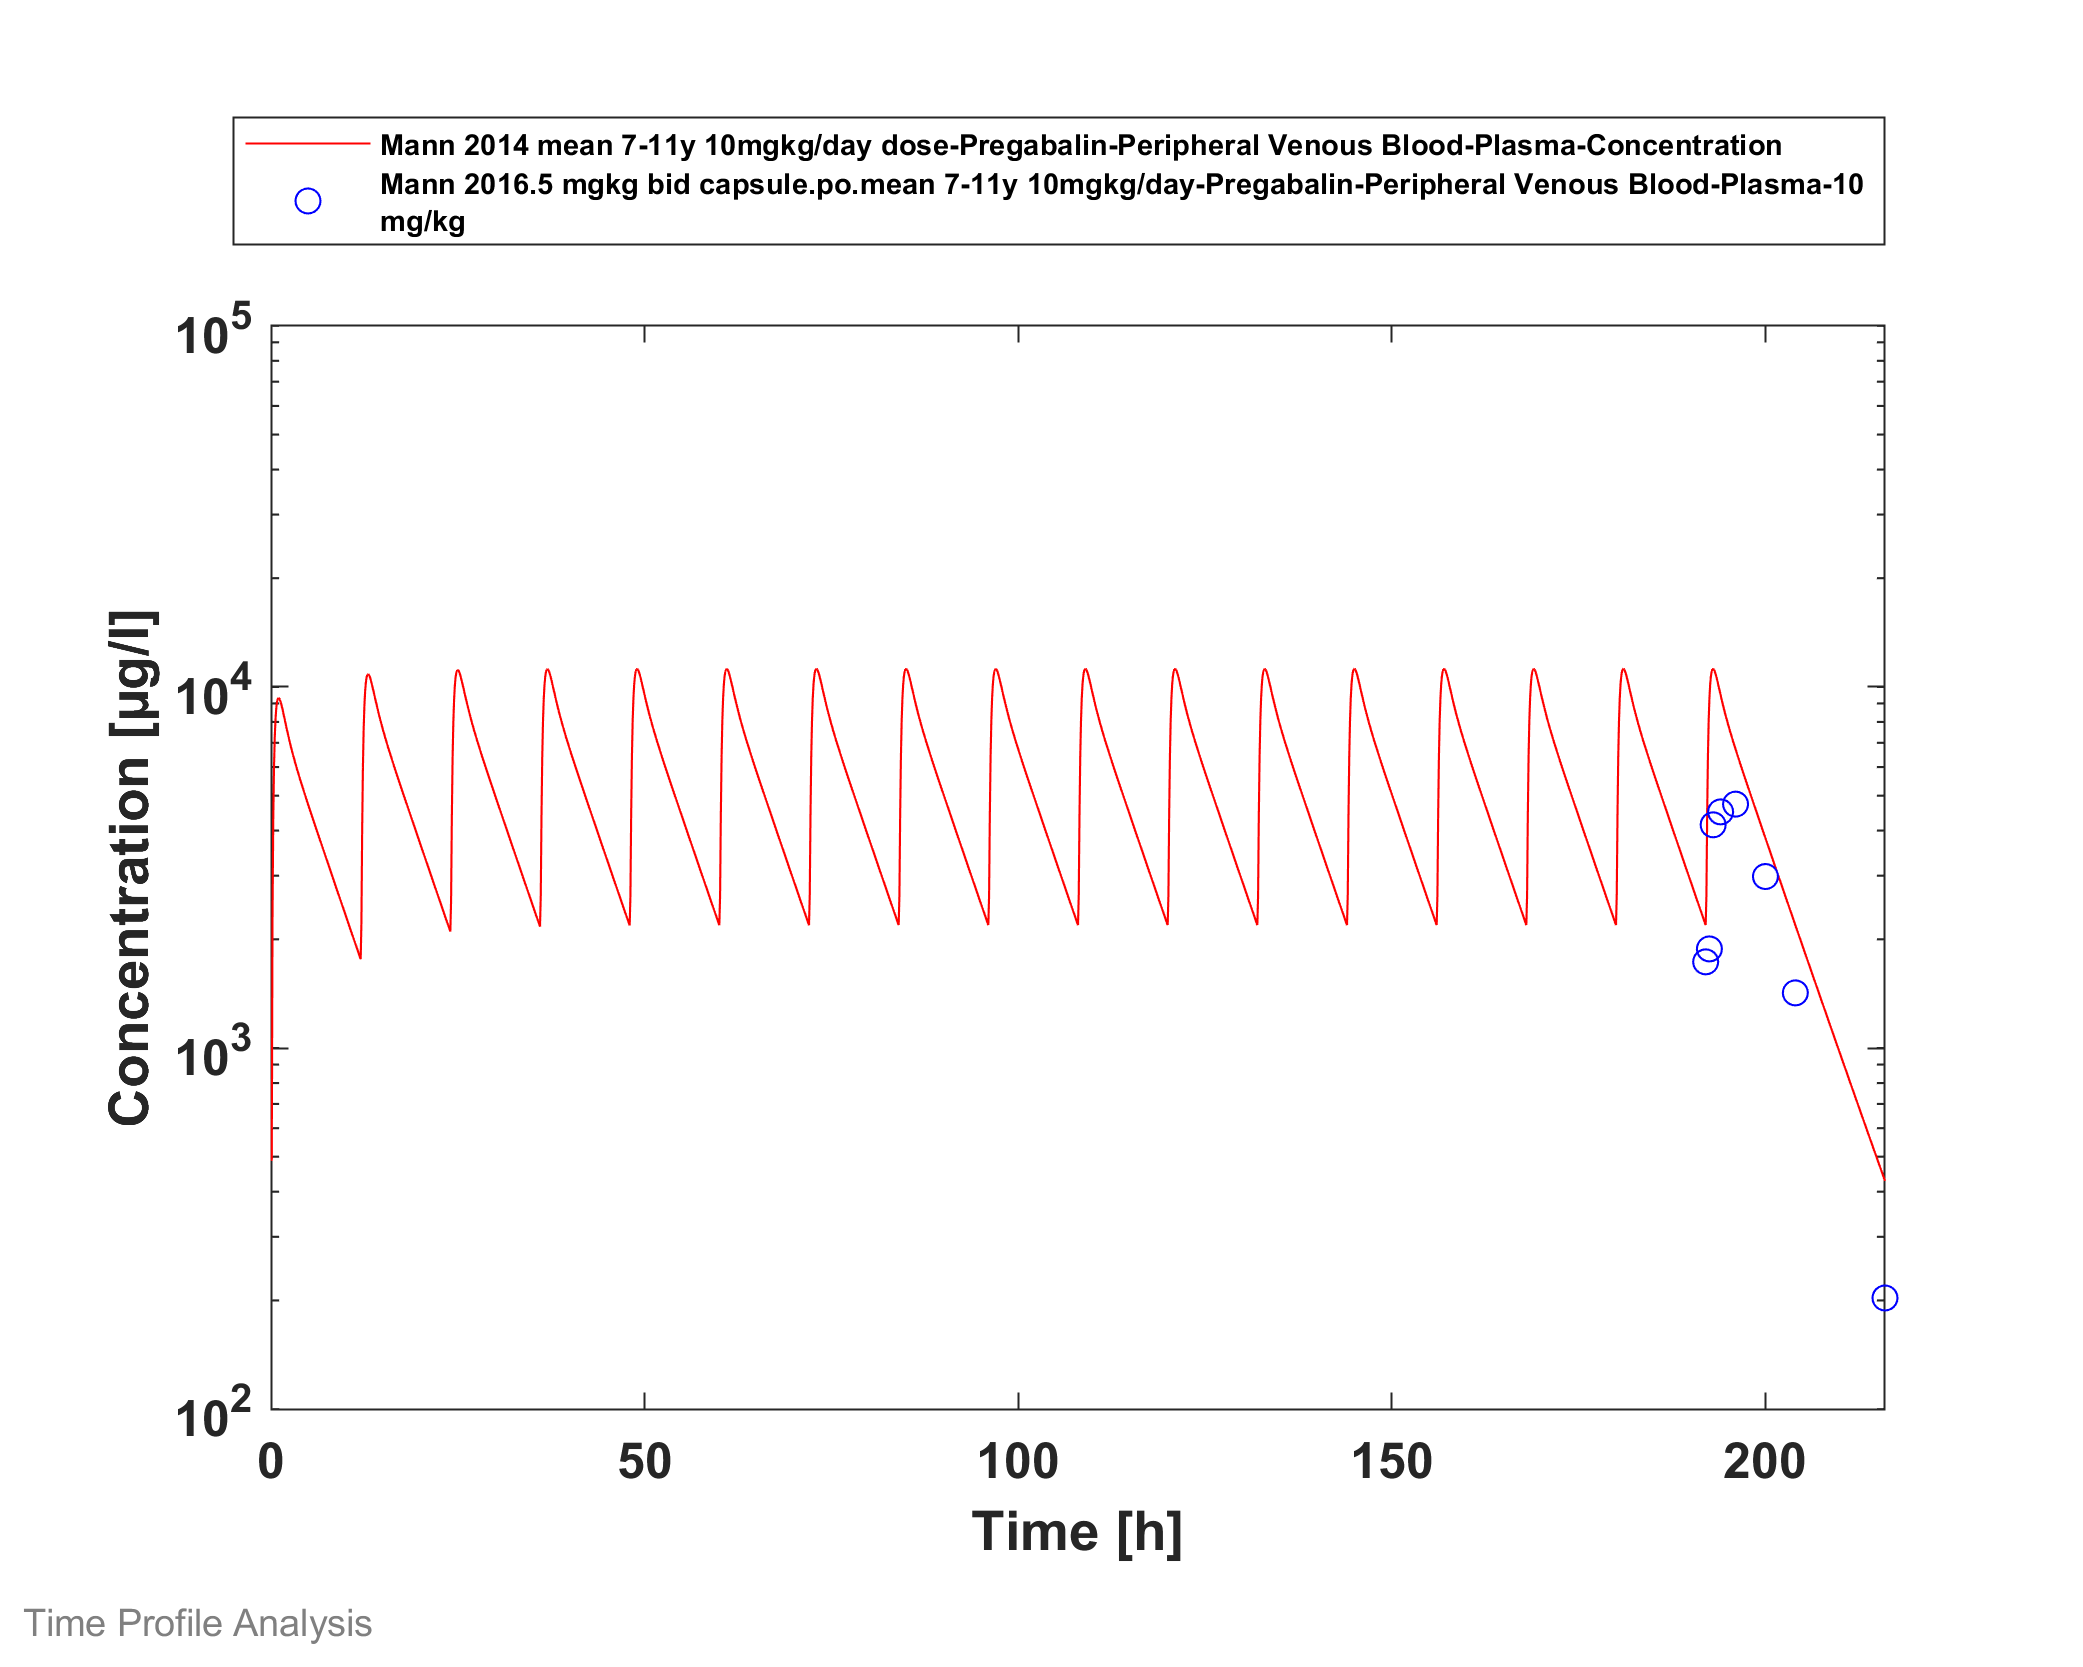 Mann 2014 mean 7-11y 10mgkg/day dose-Pregabalin-Peripheral Venous Blood-Plasma-Concentration
Mann 2016.5 mgkg bid capsule.po.mean 7-11y 10mgkg/day-Pregabalin-Peripheral Venous Blood-Plasma-10
mg/kg
10^5
10^4
10^3
10^2
Concentration [µg/l]
0 50 100 150 200
Time [h]
Time Profile Analysis